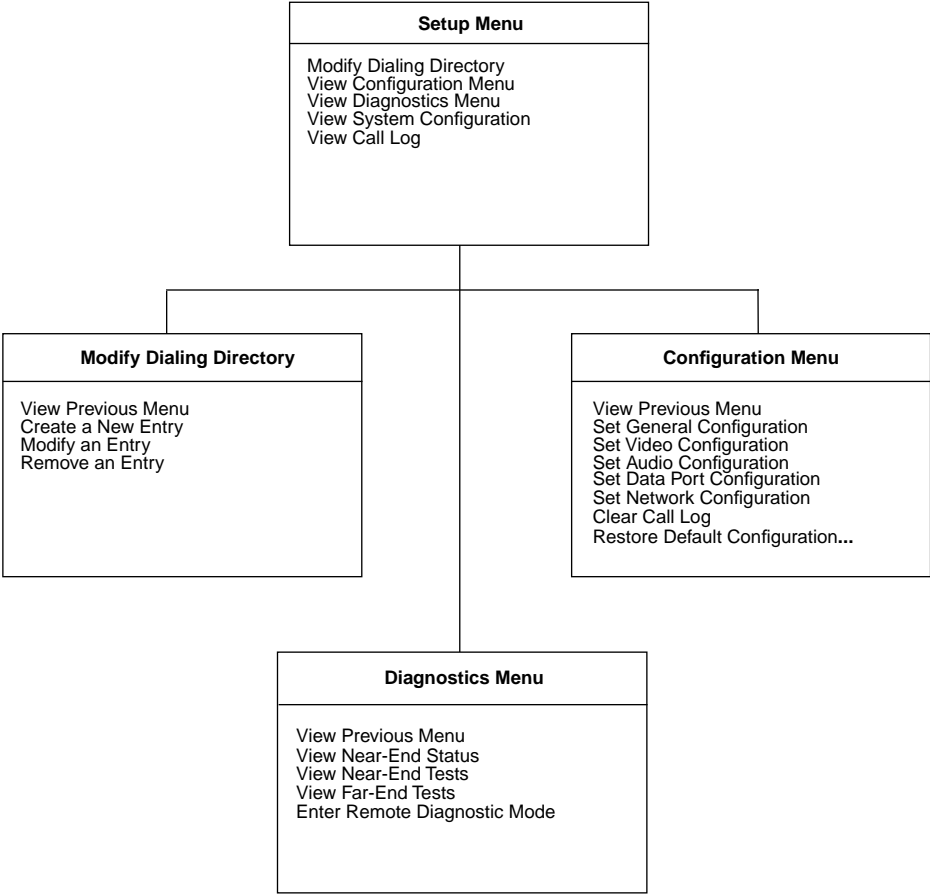 Setup Menu
Modify Dialing Directory
View Configuration Menu
View Diagnostics Menu
View System Configuration
View Call Log
Modify Dialing Directory
View Previous Menu
Create a New Entry
Modify an Entry
Remove an Entry
Configuration Menu
View Previous Menu
Set General Configuration
Set Video Configuration
Set Audio Configuration
Set Data Port Configuration
Set Network Configuration
Clear Call Log
Restore Default Configuration...
Diagnostics Menu
View Previous Menu
View Near-End Status
View Near-End Tests
View Far-End Tests
Enter Remote Diagnostic Mode